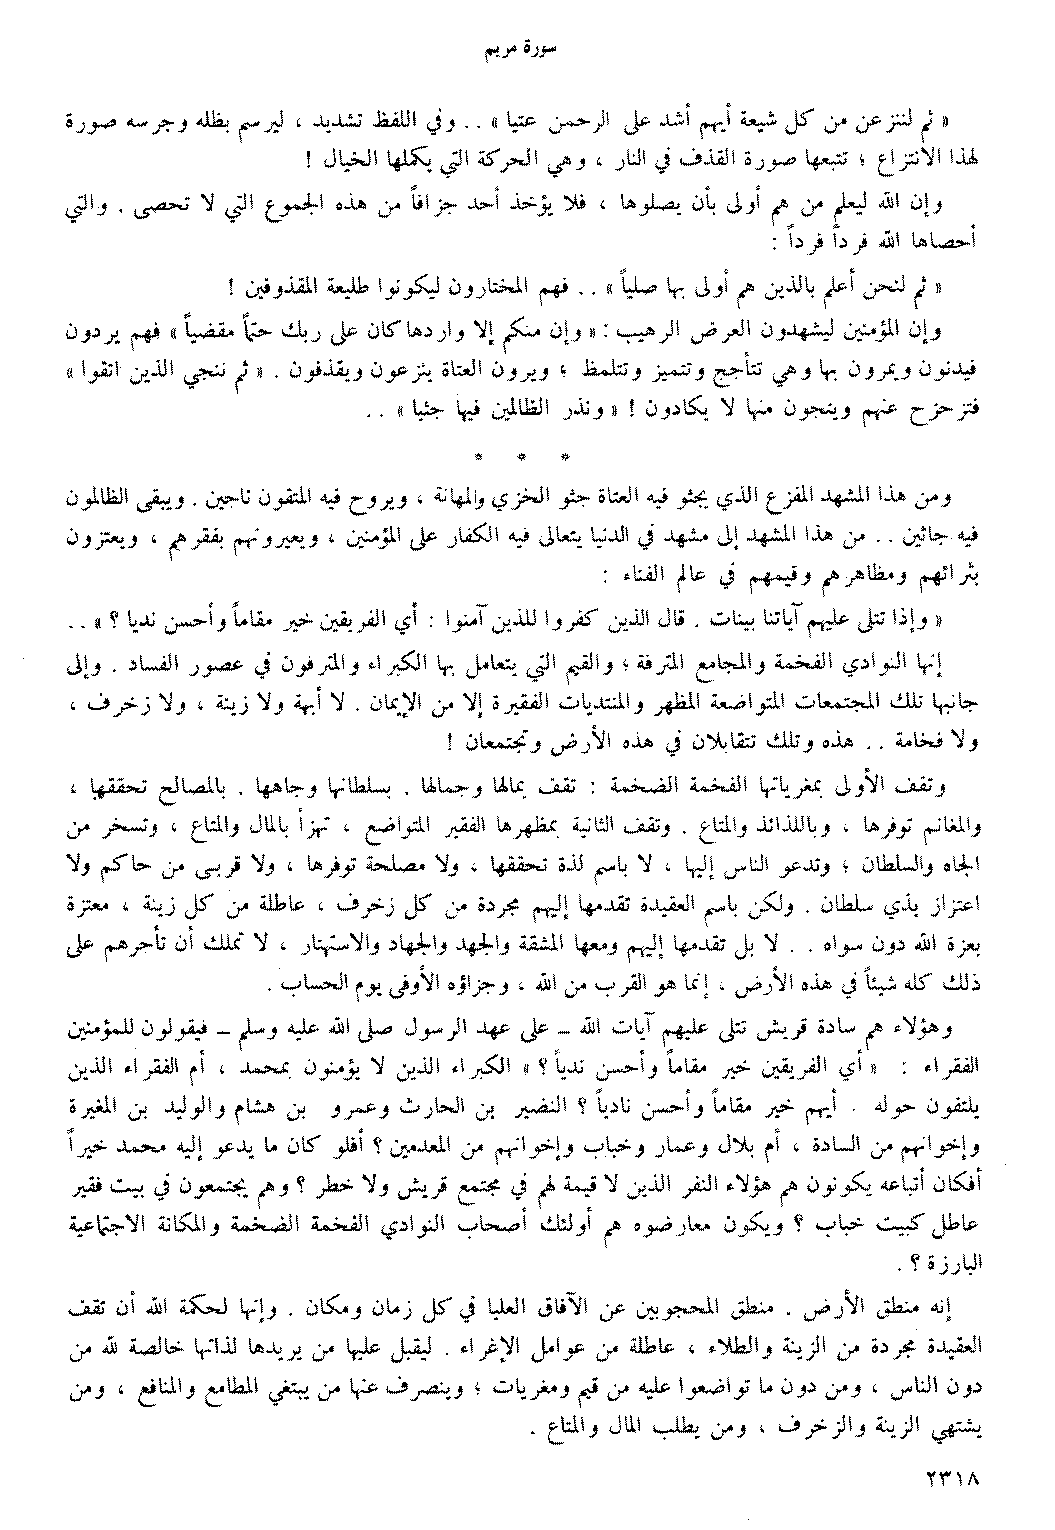 سورة مريم
« ثم لننزعن من كل شيعة أيهم أشد على الرحمن عتيا » .. وفي اللفظ تشديد ، ليرسم بظله وجرسه صورة
لهذا الانتزاع ؛ تتبعها صورة القذف في النار ، وهي الحركة التي يكملها الخيال !
وإن الله ليعلم من هم أولى بأن يصلوها ، فلا يؤخذ أحد جزافاً من هذه الجموع التي لا تحصى . والتي
أحصاها الله فرداً فرداً :
« ثم لنحن أعلم بالذين هم أولى بها صلياً » .. فهم المختارون ليكونوا طليعة المقذوفين !
وإن المؤمنين ليشهدون العرض الرهيب : « وإن منكم إلا واردها كان على ربك حتماً مقضياً » فهم يردون
فيدنون ويمرون بها وهي تتأجج وتتميز وتتلمظ ؛ ويرون العتاة ينزعون ويقذفون . « ثم ننجي الذين اتقوا »
فتزحزح عنهم وينجون منها لا يكادون ! « ونذر الظالمين فيها جثيا » ..
* * *
ومن هذا المشهد المفزع الذي يجثو فيه العتاة جثو الخزي والمهانة ، ويروح فيه المتقون ناجين . ويبقى الظالمون
فيه جاثين .. من هذا المشهد إلى مشهد في الدنيا يتعالى فيه الكفار على المؤمنين ، ويعيرونهم بفقرهم ، ويعتزون
بثرائهم ومظاهرهم وقيمهم في عالم الفناء :
« وإذا تتلى عليهم آياتنا بينات . قال الذين كفروا للذين آمنوا : أي الفريقين خير مقاماً وأحسن نديا ؟ » ..
إنها النوادي الفخمة والمجامع المترفة ؛ والقيم التي يتعامل بها الكبراء والمترفون في عصور الفساد . وإلى
جانبها تلك المجتمعات المتواضعة المظهر والمنتديات الفقيرة إلا من الإيمان . لا أبهة ولا زينة ، ولا زخرف ،
ولا فخامة .. هذه وتلك تتقابلان في هذه الأرض وتجتمعان !
وتقف الأولى بمغرياتها الفخمة الضخمة : تقف بمالها وجمالها . بسلطانها وجاهها . بالمصالح تحققها ،
والمغانم توفرها ، وباللذائذ والمتاع . وتقف الثانية بمظهرها الفقير المتواضع ، تهزأ بالمال والمتاع ، وتسخر من
الجاه والسلطان ؛ وتدعو الناس إليها ، لا باسم لذة تحققها ، ولا مصلحة توفرها ، ولا قربى من حاكم ولا
اعتزاز بذي سلطان . ولكن باسم العقيدة تقدمها إليهم مجردة من كل زخرف ، عاطلة من كل زينة ، معتزة
بعزة الله دون سواه .. لا بل تقدمها إليهم ومعها المشقة والجهد والجهاد والاستهتار ، لا تملك أن تأجرهم على
ذلك كله شيئاً في هذه الأرض ، إنما هو القرب من الله ، وجزاؤه الأوفى يوم الحساب .
وهؤلاء هم سادة قريش تتلى عليهم آيات الله – على عهد الرسول صلى الله عليه وسلم – فيقولون للمؤمنين
الفقراء : « أي الفريقين خير مقاماً وأحسن ندياً ؟ » الكبراء الذين لا يؤمنون بمحمد ، أم الفقراء الذين
يلتفون حوله . أيهم خير مقاماً وأحسن نادياً ؟ النضير بن الحارث وعمرو بن هشام والوليد بن المغيرة
وإخوانهم من السادة ، أم بلال وعمار وخباب وإخوانهم من المعدمين ؟ أفلو كان ما يدعو إليه محمد خيراً
أفكان أتباعه يكونون هم هؤلاء النفر الذين لا قيمة لهم في مجتمع قريش ولا خطر ؟ وهم يجتمعون في بيت فقير
عاطل كبيت خباب ؟ ويكون معارضوه هم أولئك أصحاب النوادي الفخمة الضخمة والمكانة الاجتماعية
البارزة ؟ .
إنه منطق الأرض . منطق المحجوبين عن الآفاق العليا في كل زمان ومكان . وإنها لحكمة الله أن تقف
العقيدة مجردة من الزينة والطلاء ، عاطلة من عوامل الإغراء . ليقبل عليها من يريدها لذاتها خالصة لله من
دون الناس ، ومن دون ما تواضعوا عليه من قيم ومغريات ؛ وينصرف عنها من يبتغي المطامع والمنافع ، ومن
يشتهي الزينة والزخرف ، ومن يطلب المال والمتاع .
٢٣١٨